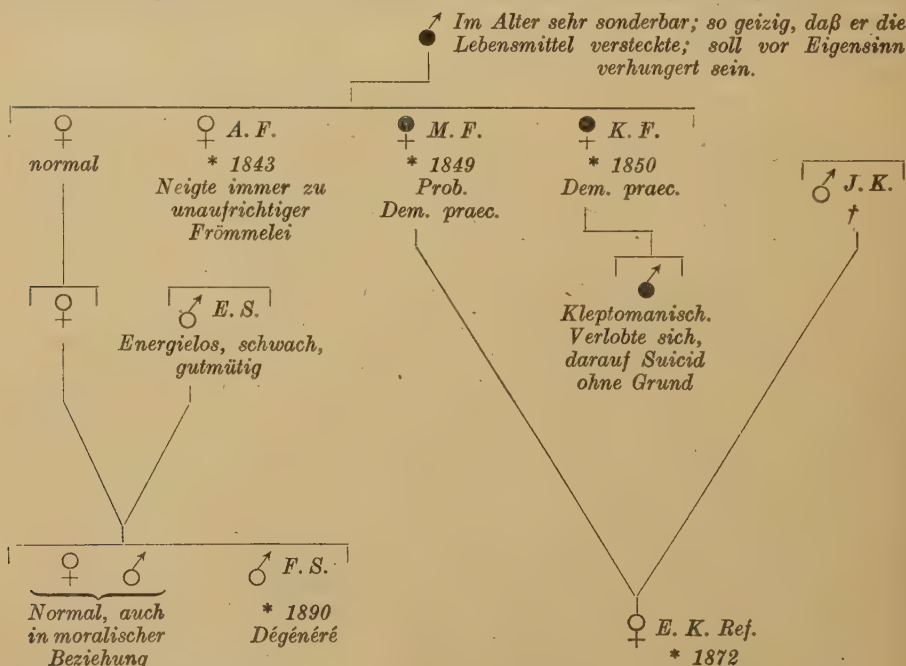 Im Alter sehr sonderbar; so geizig, daß er die
Lebensmittel versteckte; soll vor Eigensinn
verhungert sein.
normal
A. F.
* 1843
Neigte immer zu
unaufrichtiger
Frömmelei
M. F.
* 1849
Prob.
Dem. praec.
K. F.
* 1850
Dem. praec.
J. K.
†
E. S.
Energielos, schwach,
gutmütig
Kleptomanisch.
Verlobte sich,
darauf Suicid
ohne Grund
Normal, auch
in moralischer
Beziehung
F. S.
* 1890
Dégénéré
E. K. Ref.
* 1872